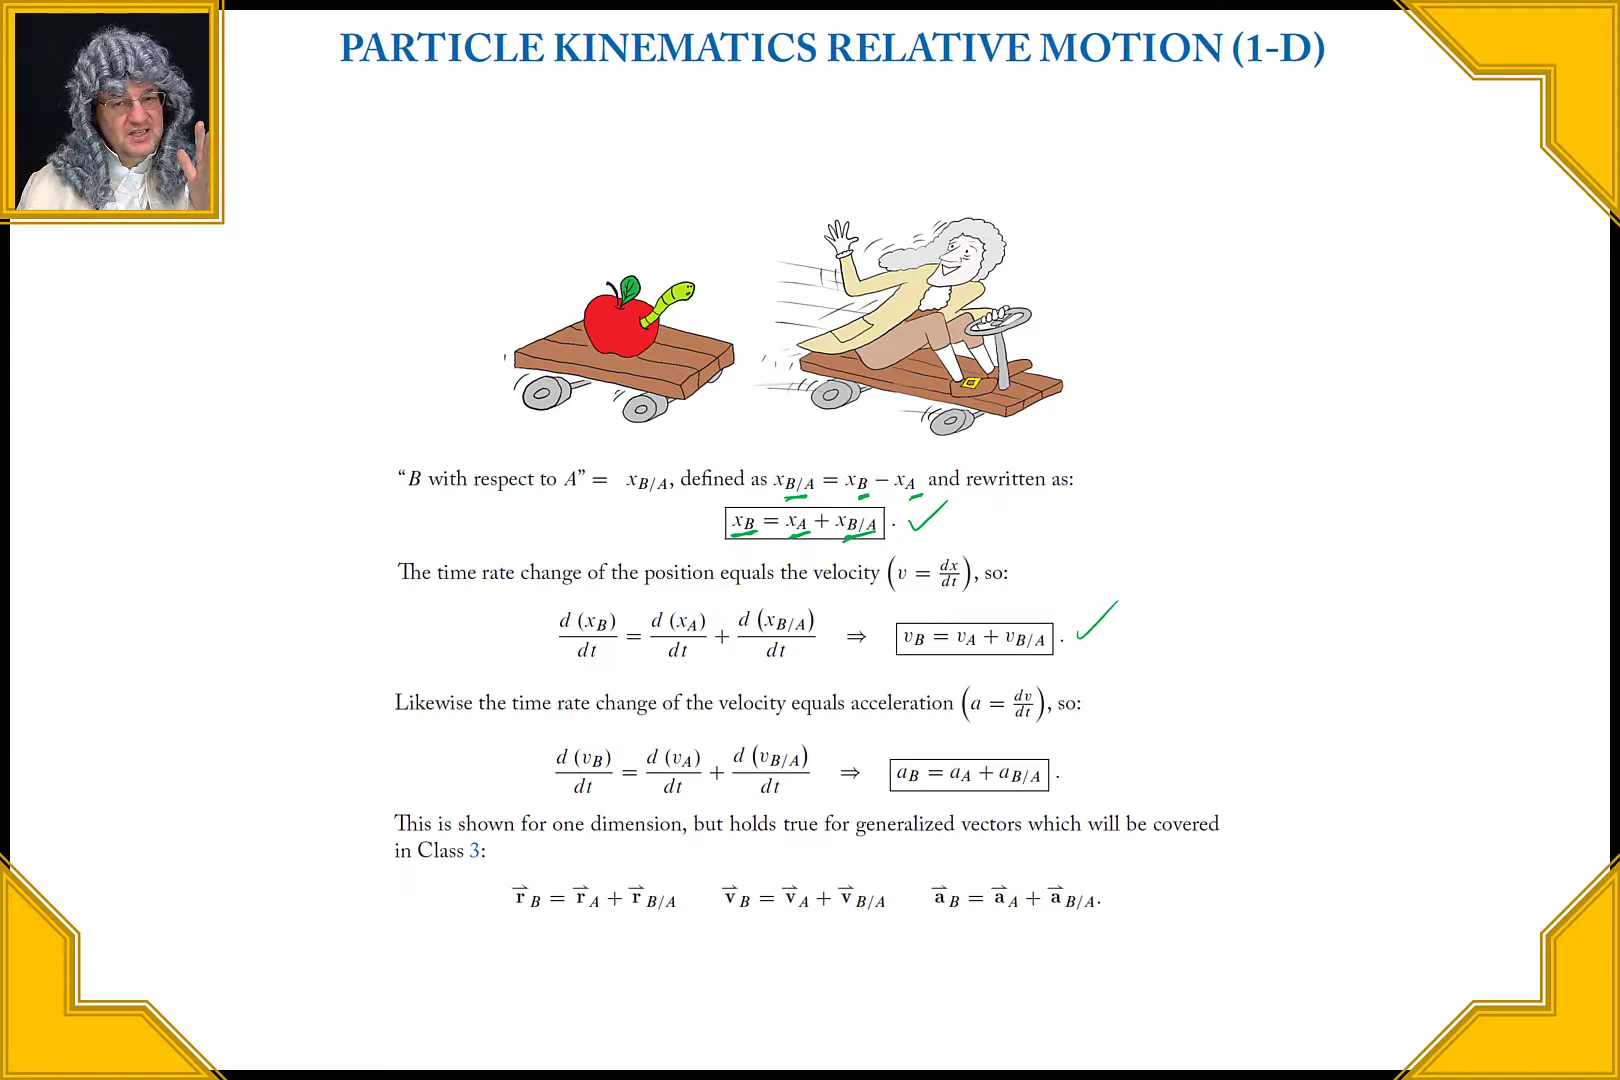 PARTICLE KINEMATICS RELATIVE MOTION (1-D)
“B with respect to A” = x_{B/A}, defined as x_{B/A} = x_B − x_A and rewritten as:
x_B = x_A + x_{B/A} .
The time rate change of the position equals the velocity (v = dx/dt), so:
d (x_B)/dt = d (x_A)/dt + d (x_{B/A})/dt ⇒ v_B = v_A + v_{B/A} .
Likewise the time rate change of the velocity equals acceleration (a = dv/dt), so:
d (v_B)/dt = d (v_A)/dt + d (v_{B/A})/dt ⇒ a_B = a_A + a_{B/A} .
This is shown for one dimension, but holds true for generalized vectors which will be covered
in Class 3:
r⃗_B = r⃗_A + r⃗_{B/A} v⃗_B = v⃗_A + v⃗_{B/A} a⃗_B = a⃗_A + a⃗_{B/A}.